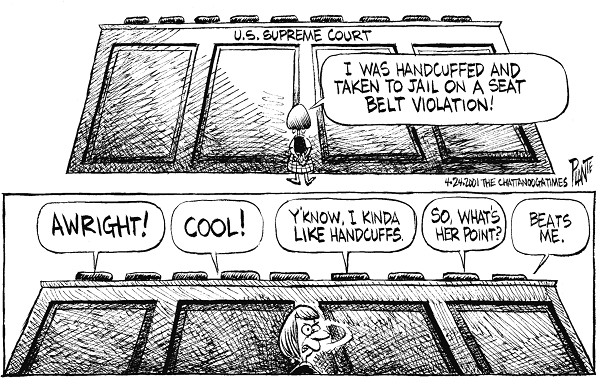 U.S. SUPREME COURT
I WAS HANDCUFFED AND
TAKEN TO JAIL ON A SEAT
BELT VIOLATION!
4-24-2001 THE CHATTANOOGA TIMES
PLANTE
AWRIGHT!
COOL!
Y'KNOW, I KINDA
LIKE HANDCUFFS.
SO, WHAT'S
HER POINT?
BEATS
ME.